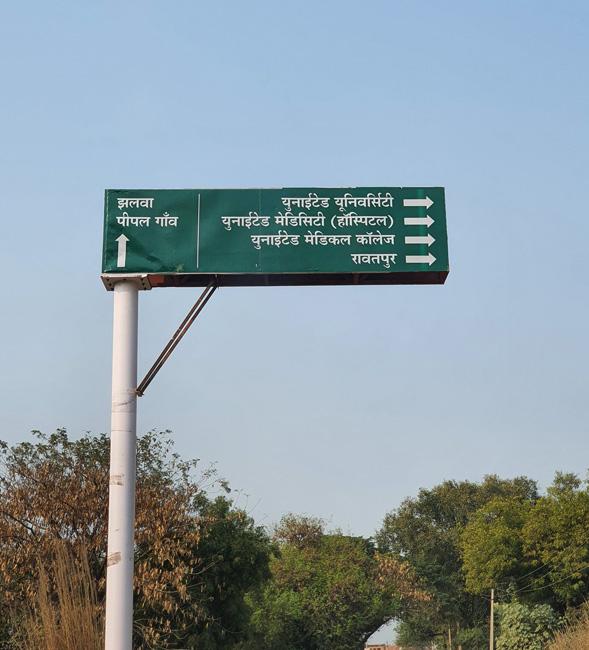 झलवा
पीपल गाँव
युनाईटेड यूनिवर्सिटी
युनाईटेड मेडिसिटी (हॉस्पिटल)
युनाईटेड मेडिकल कॉलेज
रावतपुर